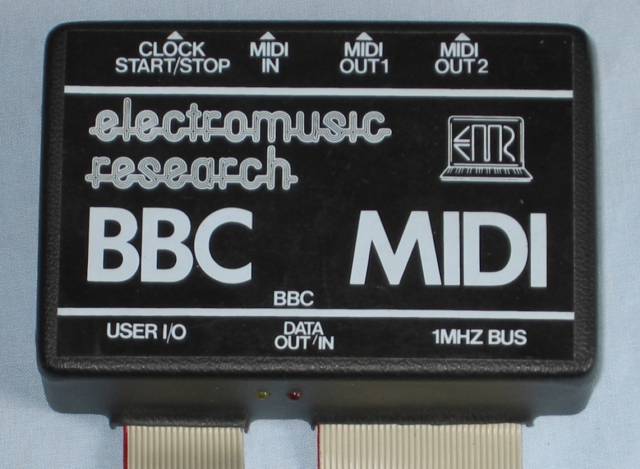 CLOCK START/STOP MIDI IN MIDI OUT1 MIDI OUT2
electromusic
research
EMR
BBC MIDI
BBC
USER I/O DATA OUT/IN 1MHZ BUS